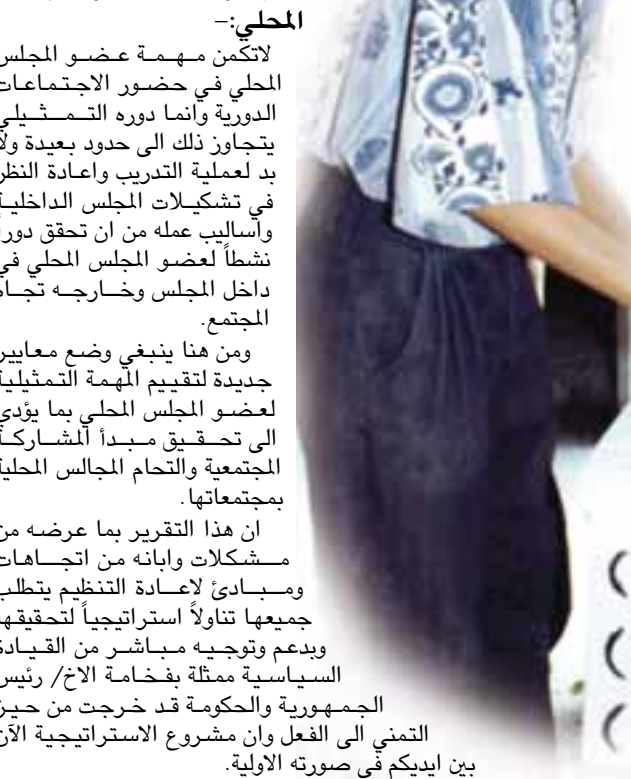 المحلي:–
لاتكمن مهمة عضو المجلس
المحلي في حضور الاجتماعات
الدورية وانما دوره التمثيلي
يتجاوز ذلك الى حدود بعيدة ولا
بد لعملية التدريب واعادة النظر
في تشكيلات المجلس الداخلية
وأساليب عمله من ان تحقق دوراً
نشطاً لعضو المجلس المحلي في
داخل المجلس وخارجه تجاه
المجتمع.
ومن هنا ينبغي وضع معايير
جديدة لتقييم المهمة التمثيلية
لعضو المجلس المحلي بما يؤدي
الى تحقيق مبدأ المشاركة
المجتمعية والتحام المجالس المحلية
بمجتمعاتها.
ان هذا التقرير بما عرضه من
مشكلات وابانه من اتجاهات
ومبادئ لاعادة التنظيم يتطلب
جميعها تناولاً استراتيجياً لتحقيقها
وبدعم وتوجيه مباشر من القيادة
السياسية ممثلة بفخامة الاخ/ رئيس
الجمهورية والحكومة قد خرجت من حيز
التمني الى الفعل وان مشروع الاستراتيجية الآن
بين ايديكم في صورته الاولية.